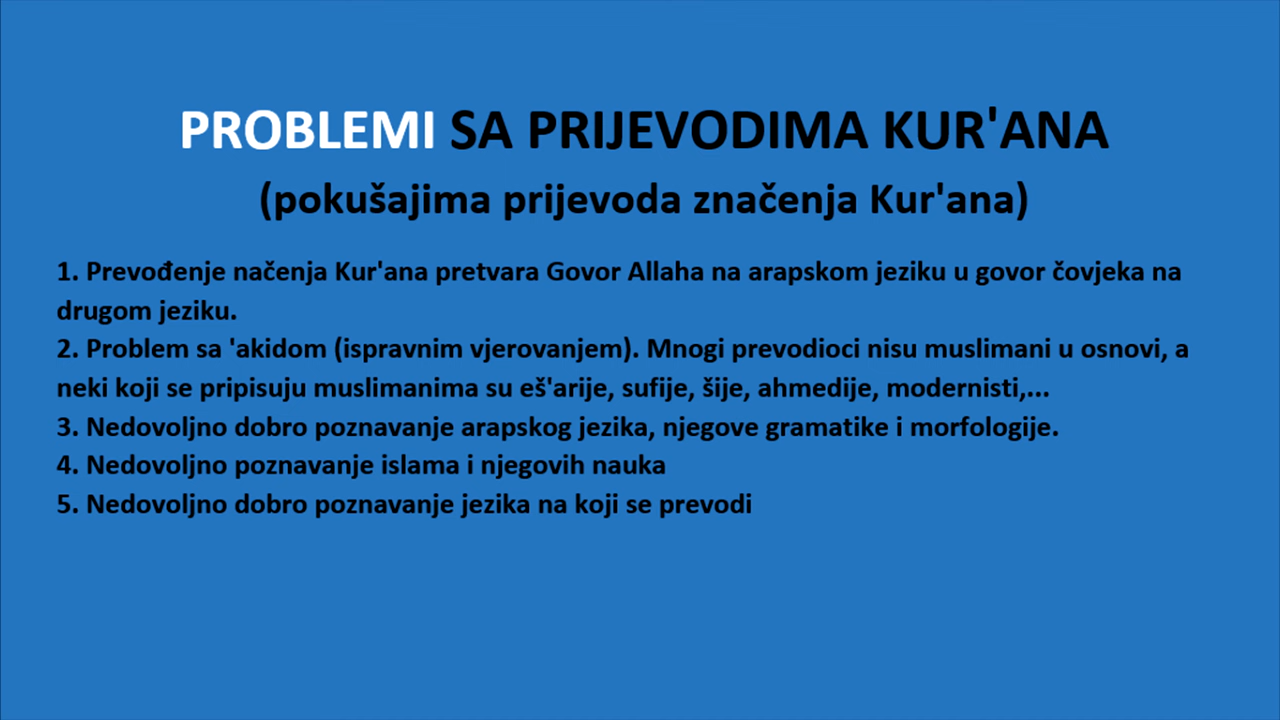 PROBLEMI SA PRIJEVODIMA KUR'ANA
(pokušajima prijevoda značenja Kur'ana)
1. Prevođenje načenja Kur'ana pretvara Govor Allaha na arapskom jeziku u govor čovjeka na
drugom jeziku.
2. Problem sa 'akidom (ispravnim vjerovanjem). Mnogi prevodioci nisu muslimani u osnovi, a
neki koji se pripisuju muslimanima su eš'arije, sufije, šije, ahmedije, modernisti,...
3. Nedovoljno dobro poznavanje arapskog jezika, njegove gramatike i morfologije.
4. Nedovoljno poznavanje islama i njegovih nauka
5. Nedovoljno dobro poznavanje jezika na koji se prevodi